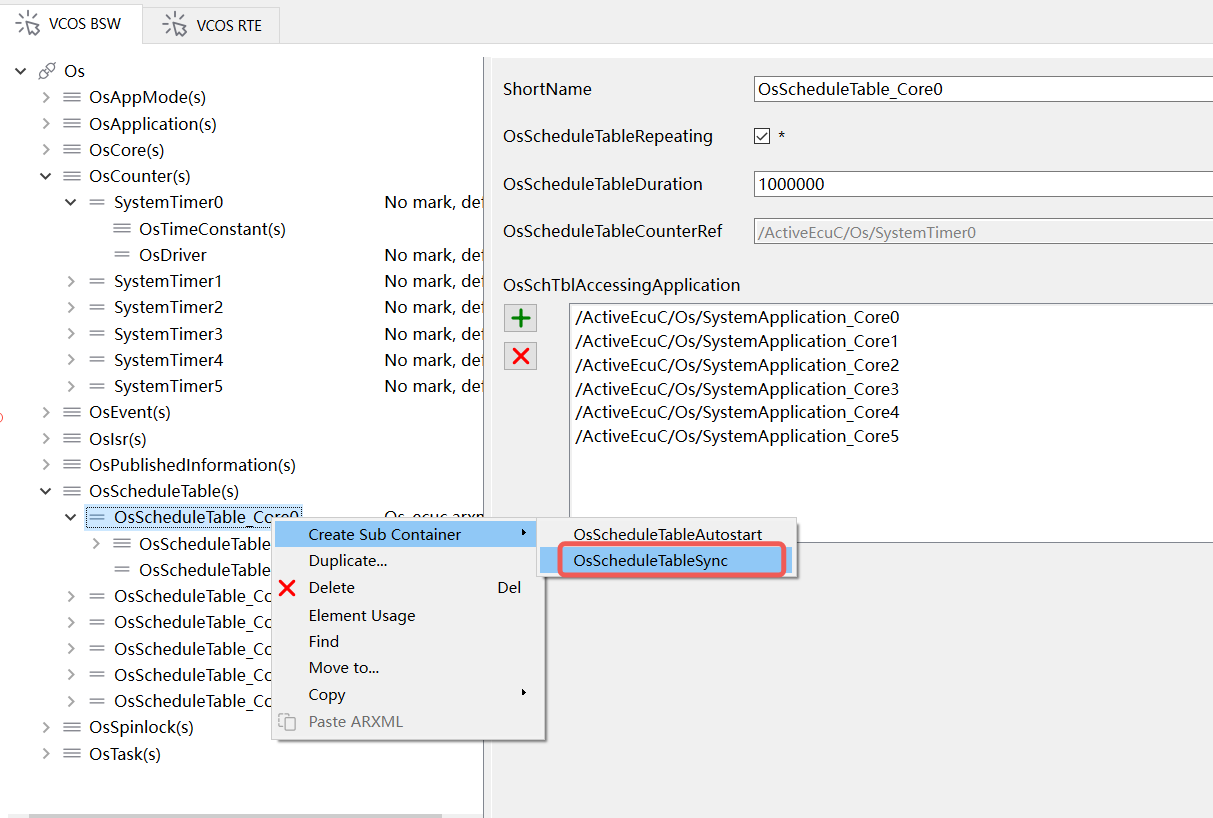 VCOS BSW
VCOS RTE
Os
OsAppMode(s)
OsApplication(s)
OsCore(s)
OsCounter(s)
SystemTimer0 No mark, def
OsTimeConstant(s)
OsDriver No mark, def
SystemTimer1 No mark, def
SystemTimer2 No mark, def
SystemTimer3 No mark, def
SystemTimer4 No mark, def
SystemTimer5 No mark, def
OsEvent(s)
OsIsr(s)
OsPublishedInformation(s)
OsScheduleTable(s)
OsScheduleTable_Core0 Os_ecuc.arxm
OsScheduleTable
OsScheduleTable
OsScheduleTable_Co
OsScheduleTable_Co
OsScheduleTable_Co
OsScheduleTable_Co
OsScheduleTable_Co
OsSpinlock(s)
OsTask(s)
Create Sub Container
Duplicate...
Delete Del
Element Usage
Find
Move to...
Copy
Paste ARXML
OsScheduleTableAutostart
OsScheduleTableSync
ShortName OsScheduleTable_Core0
OsScheduleTableRepeating *
OsScheduleTableDuration 1000000
OsScheduleTableCounterRef /ActiveEcuC/Os/SystemTimer0
OsSchTblAccessingApplication
/ActiveEcuC/Os/SystemApplication_Core0
/ActiveEcuC/Os/SystemApplication_Core1
/ActiveEcuC/Os/SystemApplication_Core2
/ActiveEcuC/Os/SystemApplication_Core3
/ActiveEcuC/Os/SystemApplication_Core4
/ActiveEcuC/Os/SystemApplication_Core5